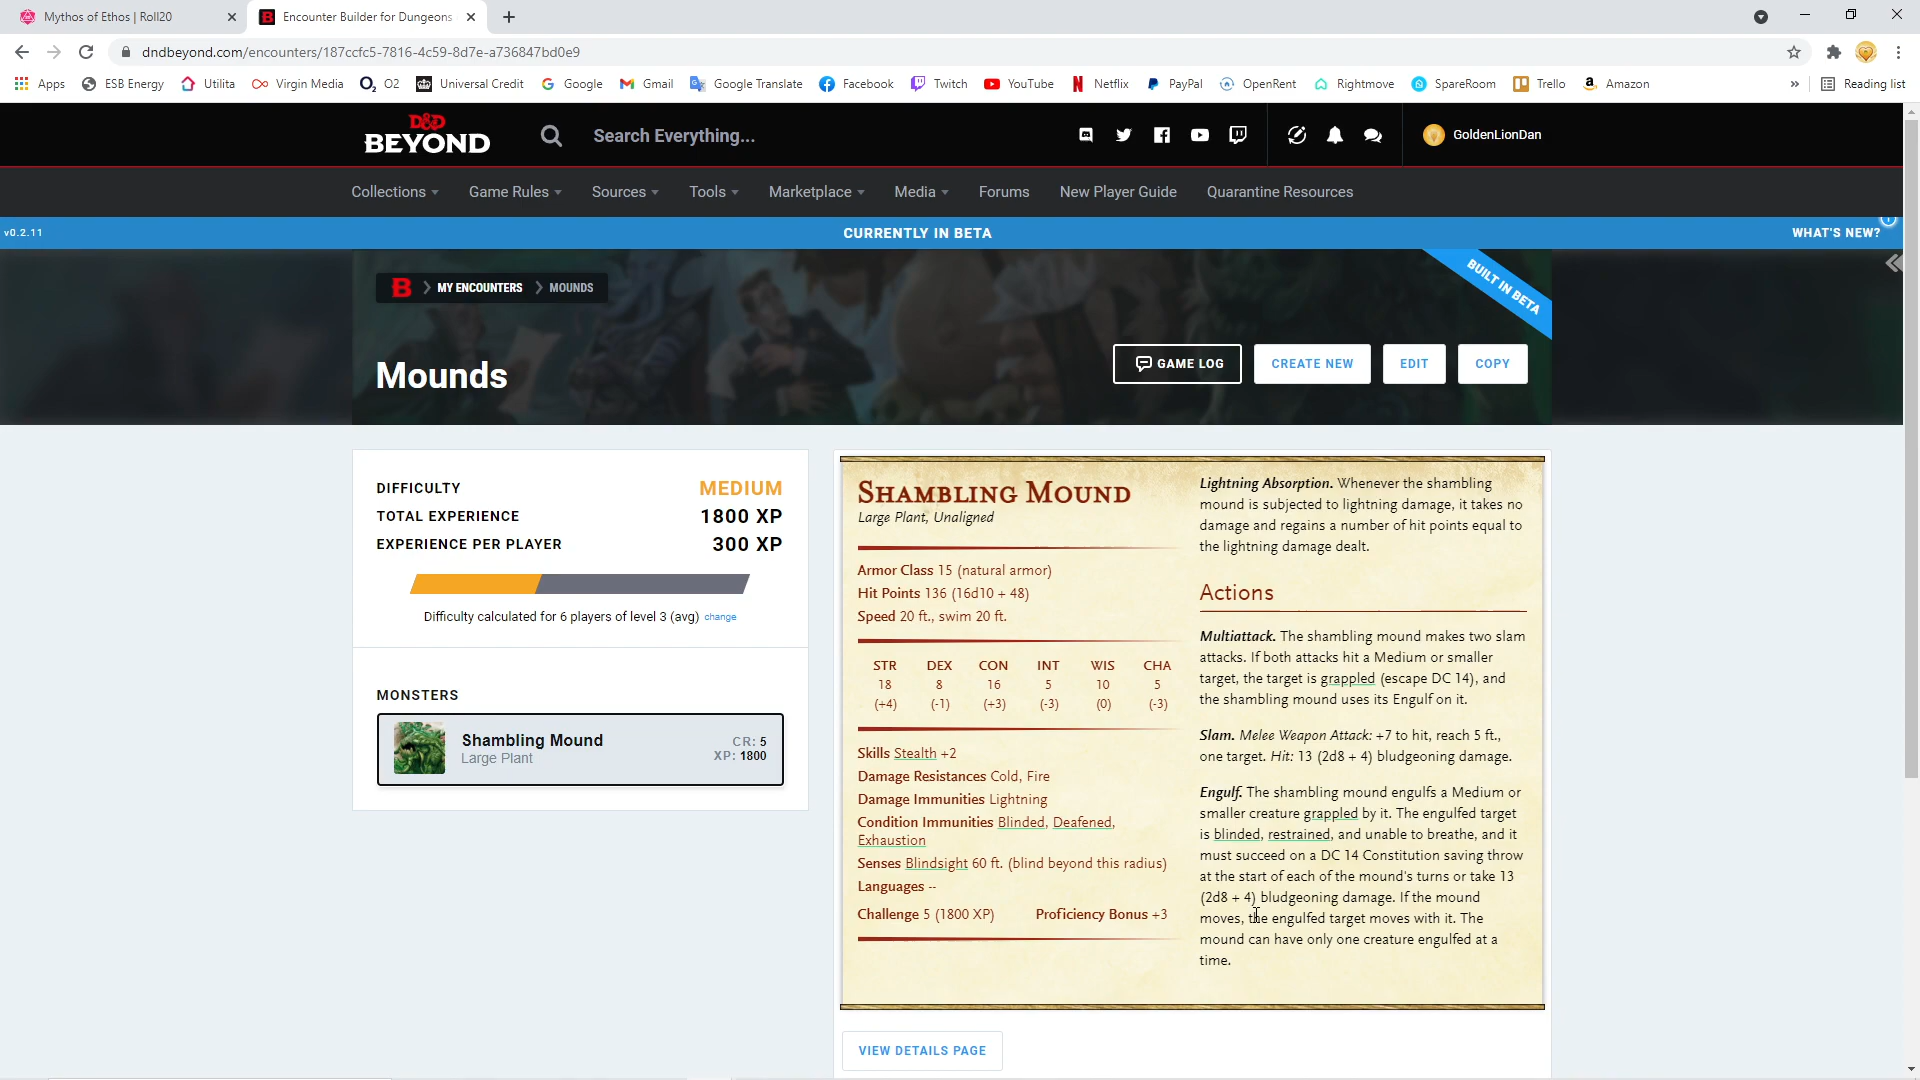 Mythos of Ethos | Roll20
Encounter Builder for Dungeons
dndbeyond.com/encounters/187ccfc5-7816-4c59-8d7e-a736847bd0e9
Apps ESB Energy Utilita Virgin Media O2 Universal Credit Google Gmail Google Translate Facebook Twitch YouTube Netflix PayPal OpenRent Rightmove SpareRoom Trello Amazon » Reading list
D&D
BEYOND
Search Everything...
GoldenLionDan
Collections Game Rules Sources Tools Marketplace Media Forums New Player Guide Quarantine Resources
v0.2.11
CURRENTLY IN BETA
WHAT'S NEW?
BUILT IN BETA
B MY ENCOUNTERS MOUNDS
Mounds
GAME LOG
CREATE NEW
EDIT
COPY
DIFFICULTY MEDIUM
TOTAL EXPERIENCE 1800 XP
EXPERIENCE PER PLAYER 300 XP
Difficulty calculated for 6 players of level 3 (avg) change
MONSTERS
Shambling Mound
Large Plant
CR: 5
XP: 1800
Shambling Mound
Large Plant, Unaligned
Armor Class 15 (natural armor)
Hit Points 136 (16d10 + 48)
Speed 20 ft., swim 20 ft.
STR DEX CON INT WIS CHA
18 8 16 5 10 5
(+4) (-1) (+3) (-3) (0) (-3)
Skills Stealth +2
Damage Resistances Cold, Fire
Damage Immunities Lightning
Condition Immunities Blinded, Deafened,
Exhaustion
Senses Blindsight 60 ft. (blind beyond this radius)
Languages --
Challenge 5 (1800 XP) Proficiency Bonus +3
Lightning Absorption. Whenever the shambling
mound is subjected to lightning damage, it takes no
damage and regains a number of hit points equal to
the lightning damage dealt.
Actions
Multiattack. The shambling mound makes two slam
attacks. If both attacks hit a Medium or smaller
target, the target is grappled (escape DC 14), and
the shambling mound uses its Engulf on it.
Slam. Melee Weapon Attack: +7 to hit, reach 5 ft.,
one target. Hit: 13 (2d8 + 4) bludgeoning damage.
Engulf. The shambling mound engulfs a Medium or
smaller creature grappled by it. The engulfed target
is blinded, restrained, and unable to breathe, and it
must succeed on a DC 14 Constitution saving throw
at the start of each of the mound's turns or take 13
(2d8 + 4) bludgeoning damage. If the mound
moves, the engulfed target moves with it. The
mound can have only one creature engulfed at a
time.
VIEW DETAILS PAGE